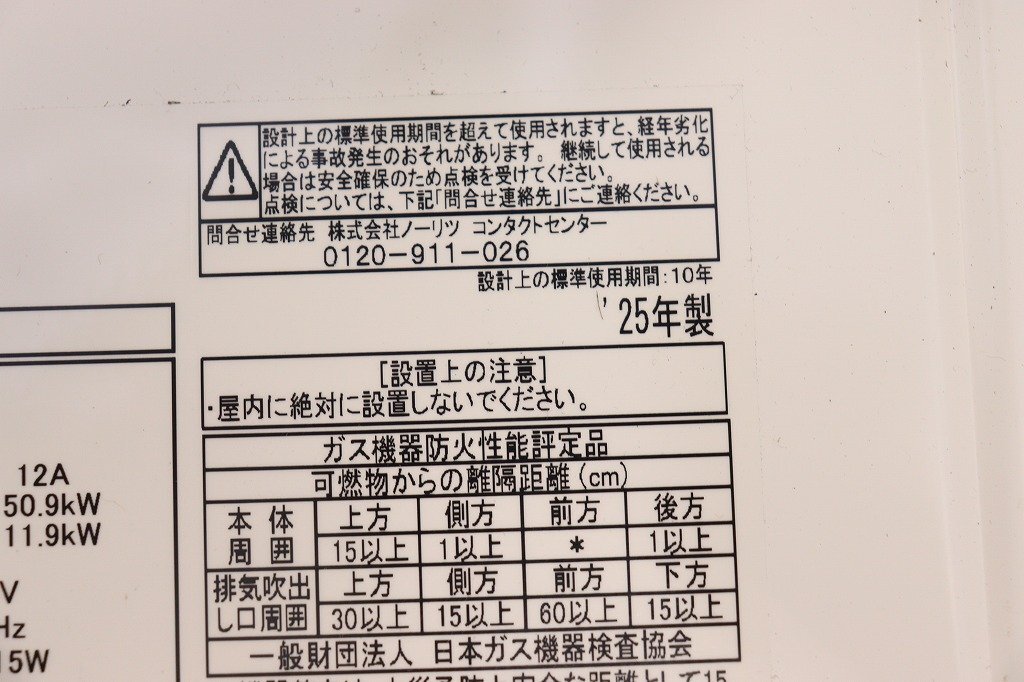 設計上の標準使用期間を超えて使用されますと、経年劣化
による事故発生のおそれがあります。 継続して使用される
場合は安全確保のため点検を受けてください。
点検については、下記「問合せ連絡先」にご連絡ください。
問合せ連絡先 株式会社ノーリツ コンタクトセンター
0120-911-026
設計上の標準使用期間:10年
'25年製
[設置上の注意]
・屋内に絶対に設置しないでください。
ガス機器防火性能評定品
可燃物からの離隔距離(cm)
本体周囲 上方 側方 前方 後方
15以上 1以上 * 1以上
排気吹出し口周囲 上方 側方 前方 下方
30以上 15以上 60以上 15以上
一般財団法人 日本ガス機器検査協会
12A
50.9kW
11.9kW
V
Hz
15W